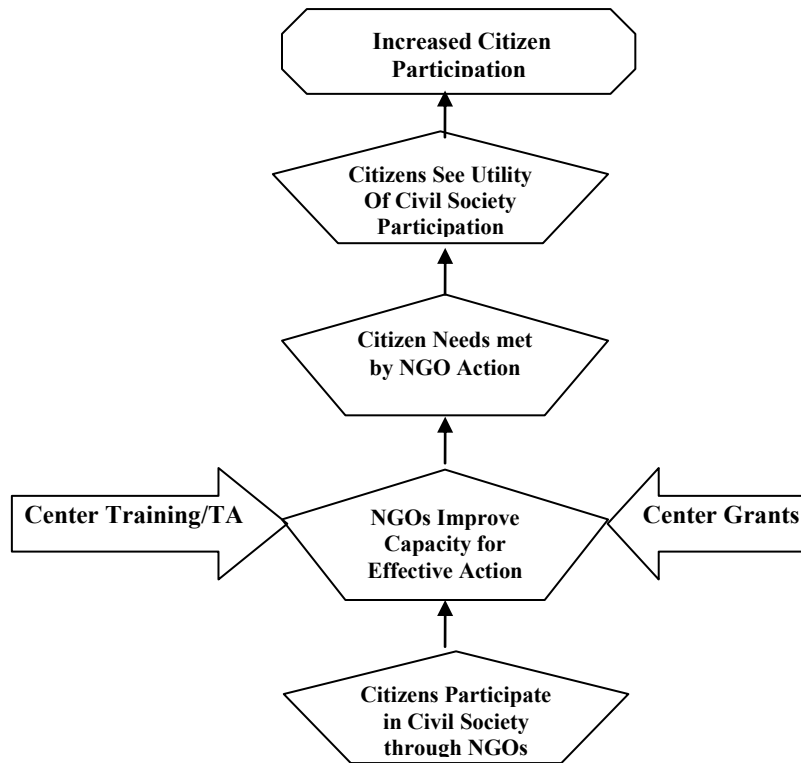 Increased Citizen
Participation
Citizens See Utility
Of Civil Society
Participation
Citizen Needs met
by NGO Action
Center Training/TA
NGOs Improve
Capacity for
Effective Action
Center Grants
Citizens Participate
in Civil Society
through NGOs